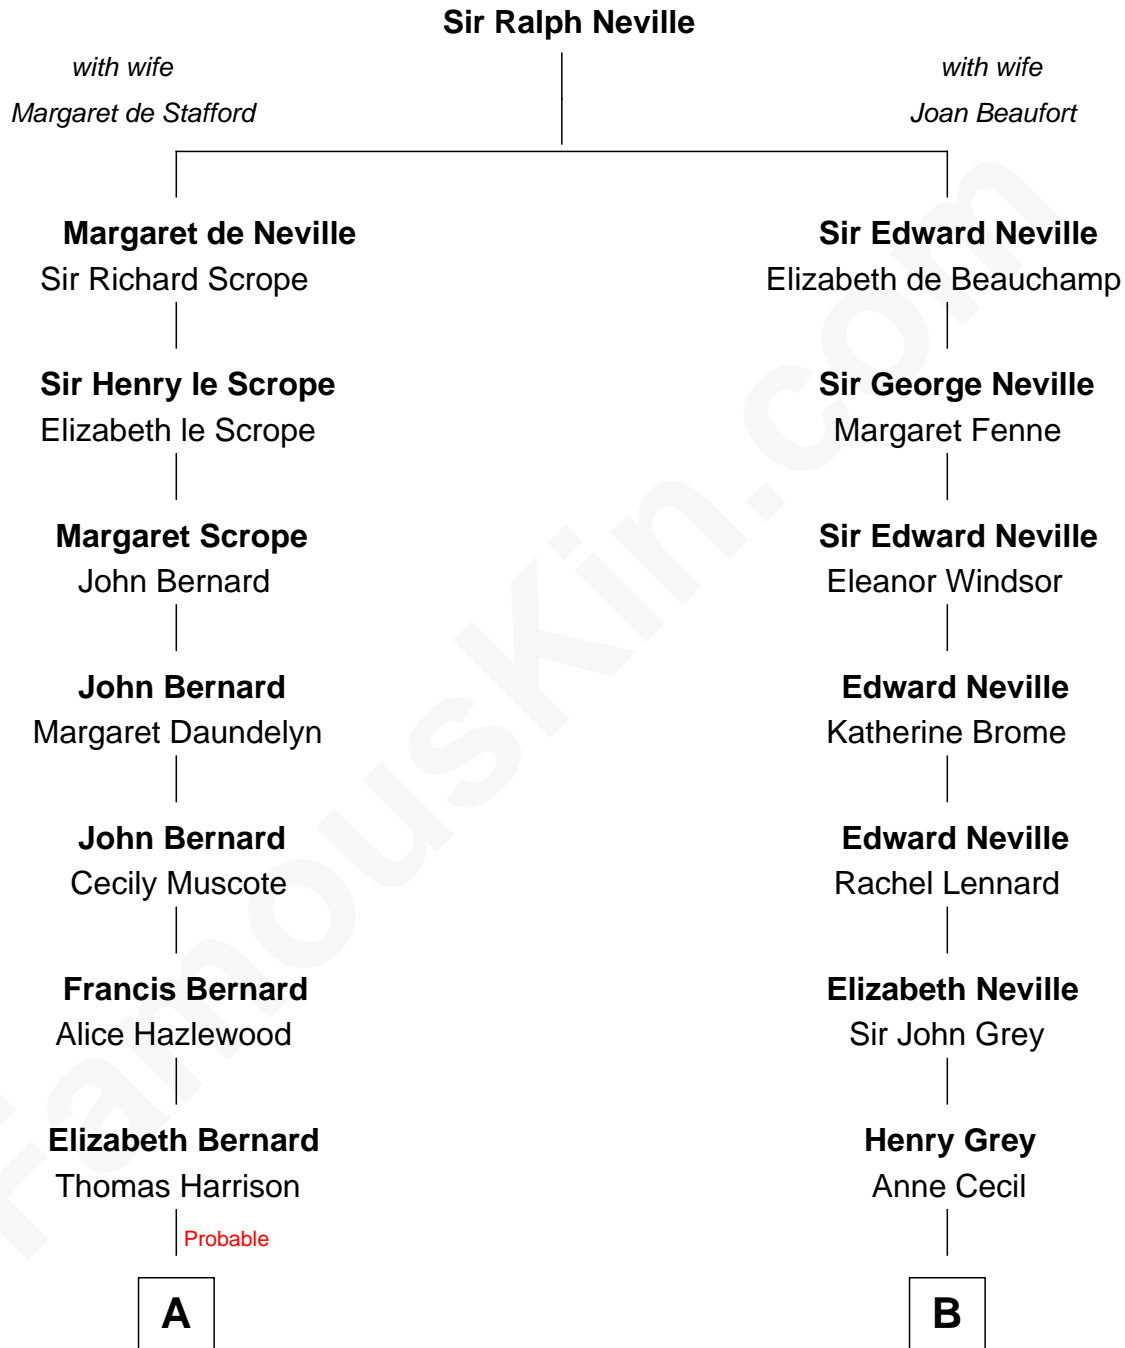 Sir Ralph Neville
with wife
Margaret de Stafford
with wife
Joan Beaufort
Margaret de Neville
Sir Richard Scrope
Sir Edward Neville
Elizabeth de Beauchamp
Sir Henry le Scrope
Elizabeth le Scrope
Sir George Neville
Margaret Fenne
Margaret Scrope
John Bernard
Sir Edward Neville
Eleanor Windsor
John Bernard
Margaret Daundelyn
Edward Neville
Katherine Brome
John Bernard
Cecily Muscote
Edward Neville
Rachel Lennard
Francis Bernard
Alice Hazlewood
Elizabeth Neville
Sir John Grey
Elizabeth Bernard
Thomas Harrison
Henry Grey
Anne Cecil
Probable
A
B
FamousKin.com